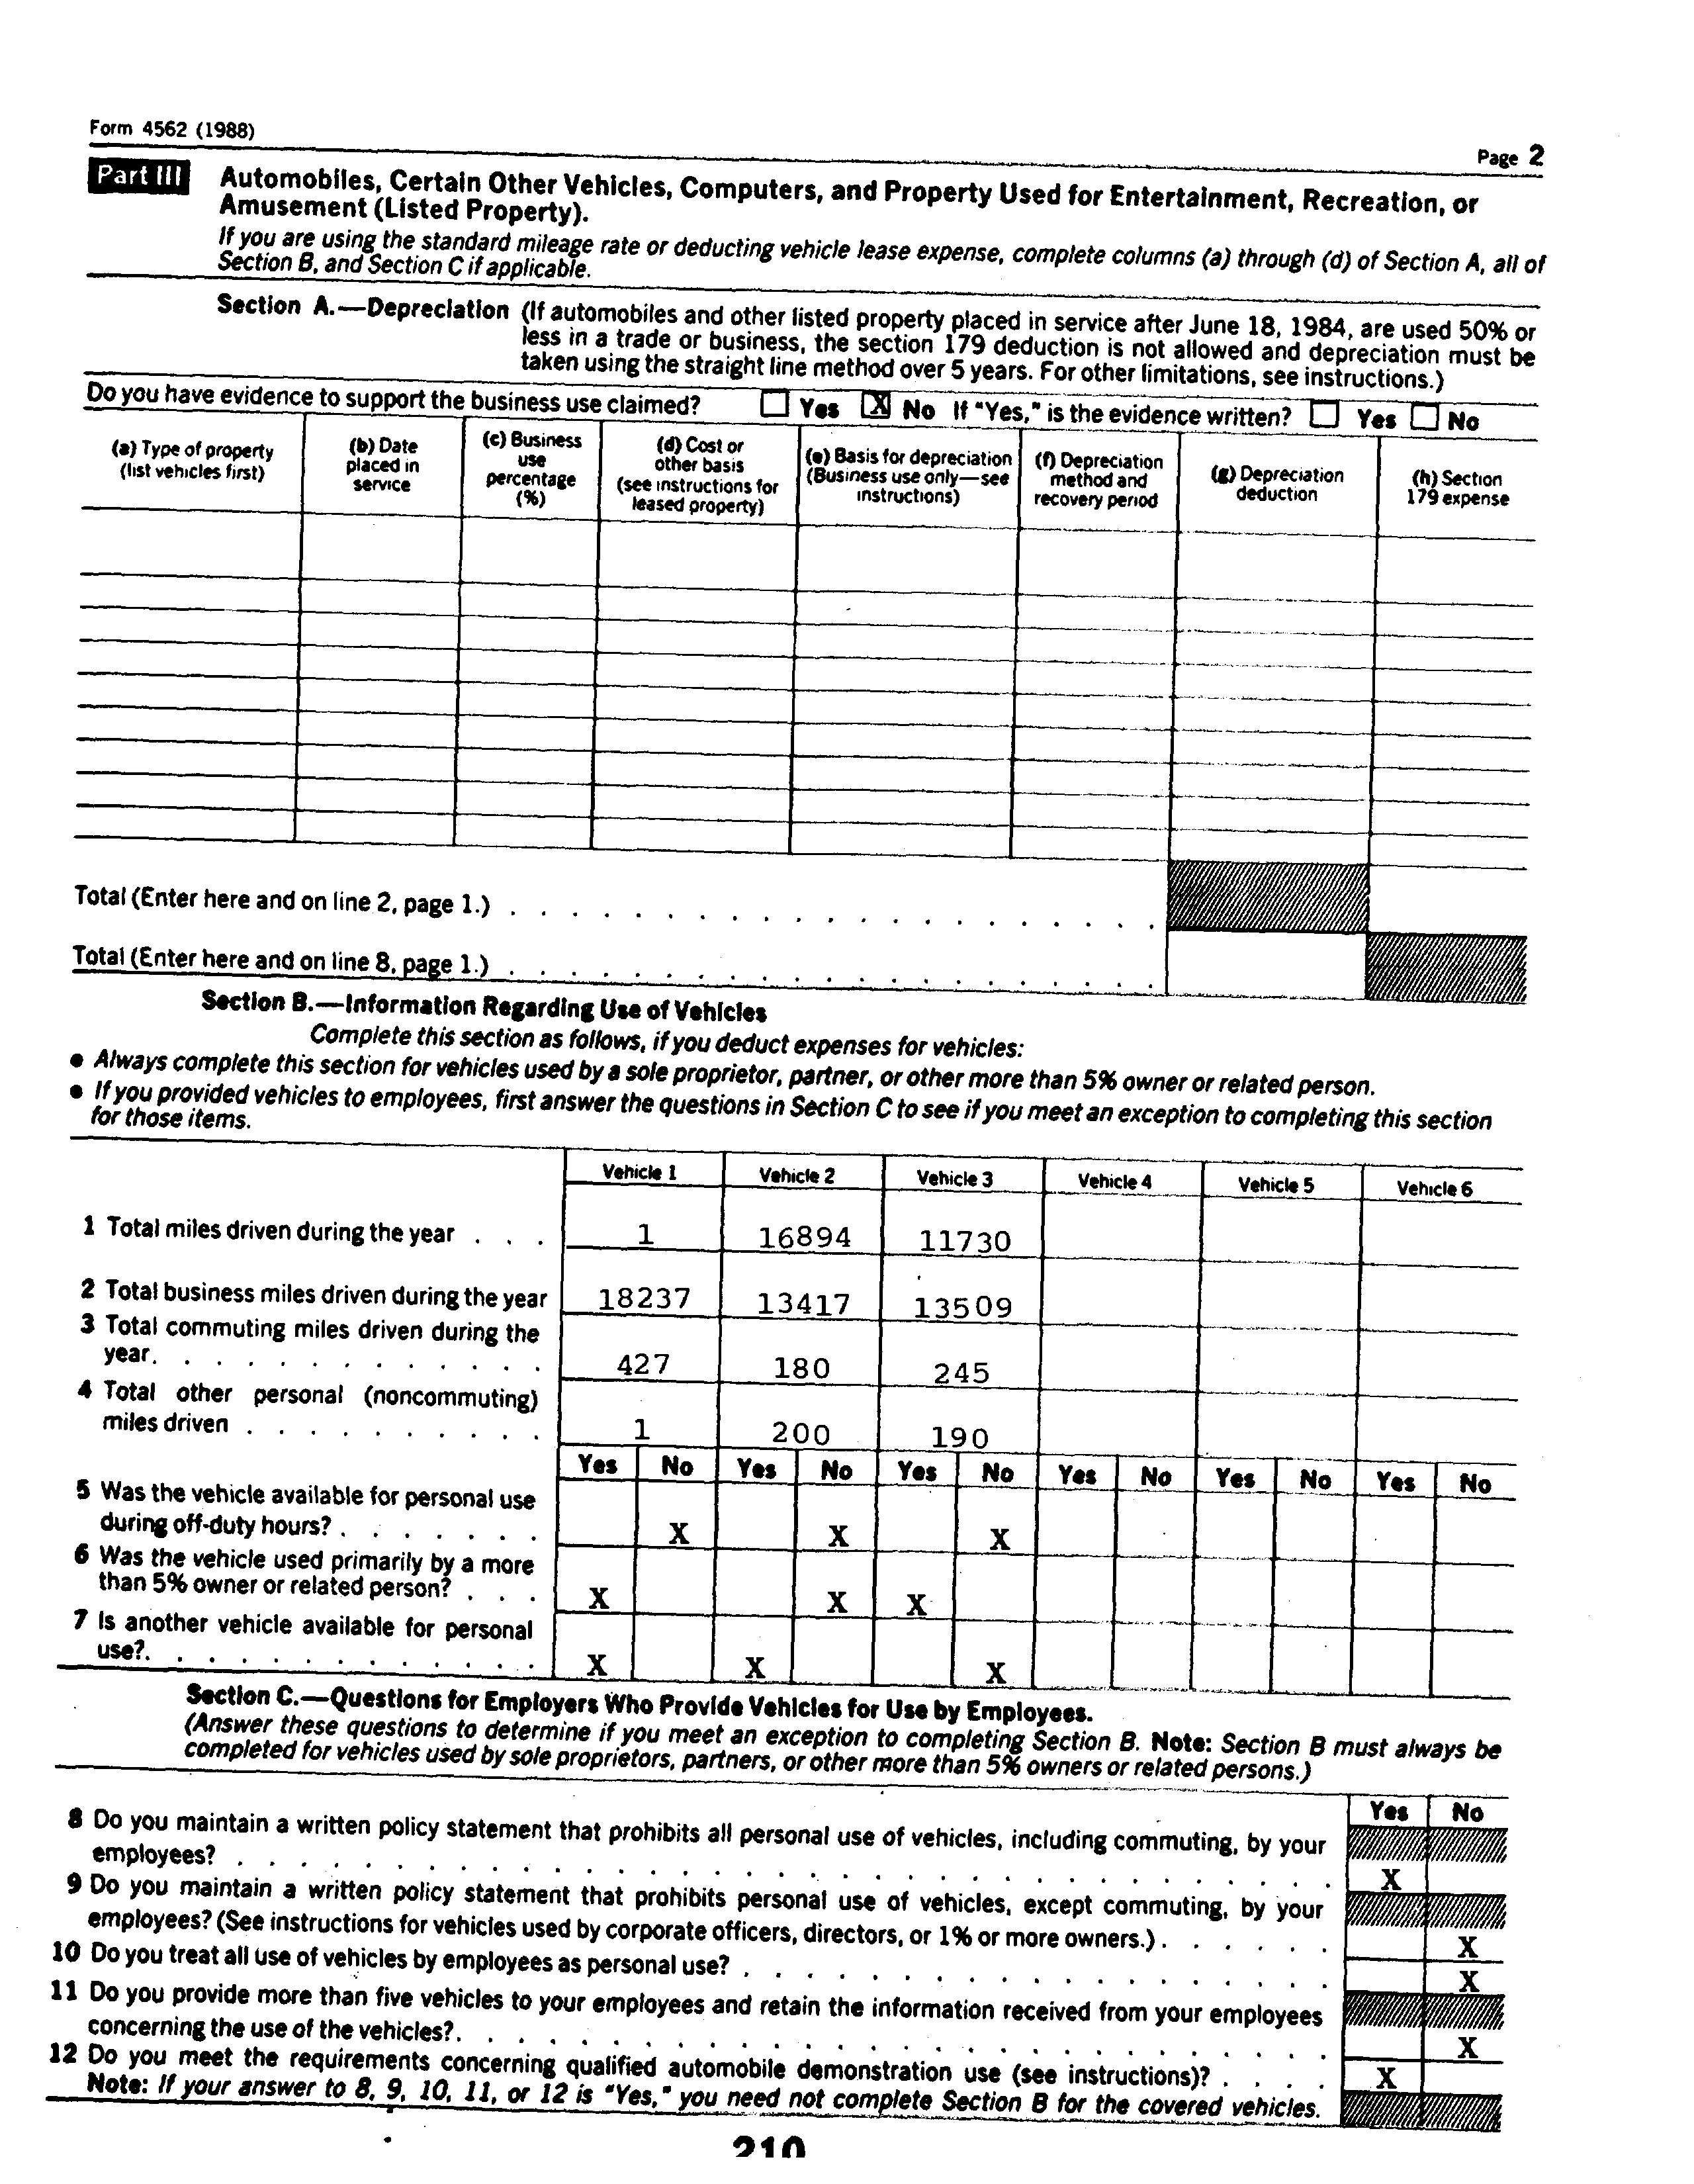 Form 4562 (1988)
Page 2
Part III Automobiles, Certain Other Vehicles, Computers, and Property Used for Entertainment, Recreation, or
Amusement (Listed Property).
If you are using the standard mileage rate or deducting vehicle lease expense, complete columns (a) through (d) of Section A, all of
Section B, and Section C if applicable.
Section A.—Depreciation (If automobiles and other listed property placed in service after June 18, 1984, are used 50% or
less in a trade or business, the section 179 deduction is not allowed and depreciation must be
taken using the straight line method over 5 years. For other limitations, see instructions.)
Do you have evidence to support the business use claimed? Yes X No If "Yes," is the evidence written? Yes No
(a) Type of property
(list vehicles first)
(b) Date
placed in
service
(c) Business
use
percentage
(%)
(d) Cost or
other basis
(see instructions for
leased property)
(e) Basis for depreciation
(Business use only—see
instructions)
(f) Depreciation
method and
recovery period
(g) Depreciation
deduction
(h) Section
179 expense
Total (Enter here and on line 2, page 1.) . . . . . . . . . . . . . . . . . . . . .
Total (Enter here and on line 8, page 1.) . . . . . . . . . . . . . . . . . . . . .
Section B.—Information Regarding Use of Vehicles
Complete this section as follows, if you deduct expenses for vehicles:
● Always complete this section for vehicles used by a sole proprietor, partner, or other more than 5% owner or related person.
● If you provided vehicles to employees, first answer the questions in Section C to see if you meet an exception to completing this section
for those items.
Vehicle 1 Vehicle 2 Vehicle 3 Vehicle 4 Vehicle 5 Vehicle 6
1 Total miles driven during the year . . . 1 16894 11730
2 Total business miles driven during the year 18237 13417 13509
3 Total commuting miles driven during the
year. . . . . . . . . . . . . 427 180 245
4 Total other personal (noncommuting)
miles driven . . . . . . . . . . 1 200 190
Yes No Yes No Yes No Yes No Yes No Yes No
5 Was the vehicle available for personal use
during off-duty hours? . . . . . . . X X X
6 Was the vehicle used primarily by a more
than 5% owner or related person? . . . X X X
7 Is another vehicle available for personal
use?. . . . . . . . . . . . . X X X
Section C.—Questions for Employers Who Provide Vehicles for Use by Employees.
(Answer these questions to determine if you meet an exception to completing Section B. Note: Section B must always be
completed for vehicles used by sole proprietors, partners, or other more than 5% owners or related persons.)
Yes No
8 Do you maintain a written policy statement that prohibits all personal use of vehicles, including commuting, by your
employees? . . . . . . . . . . . . . . . . . . . . . . . . . . . . . . . . . . . X
9 Do you maintain a written policy statement that prohibits personal use of vehicles, except commuting, by your
employees? (See instructions for vehicles used by corporate officers, directors, or 1% or more owners.) . . . . . . X
10 Do you treat all use of vehicles by employees as personal use? . . . . . . . . . . . . . . . . . . . X
11 Do you provide more than five vehicles to your employees and retain the information received from your employees
concerning the use of the vehicles?. . . . . . . . . . . . . . . . . . . . . . . . . . . . X
12 Do you meet the requirements concerning qualified automobile demonstration use (see instructions)? . . . . X
Note: If your answer to 8, 9, 10, 11, or 12 is "Yes," you need not complete Section B for the covered vehicles.
210